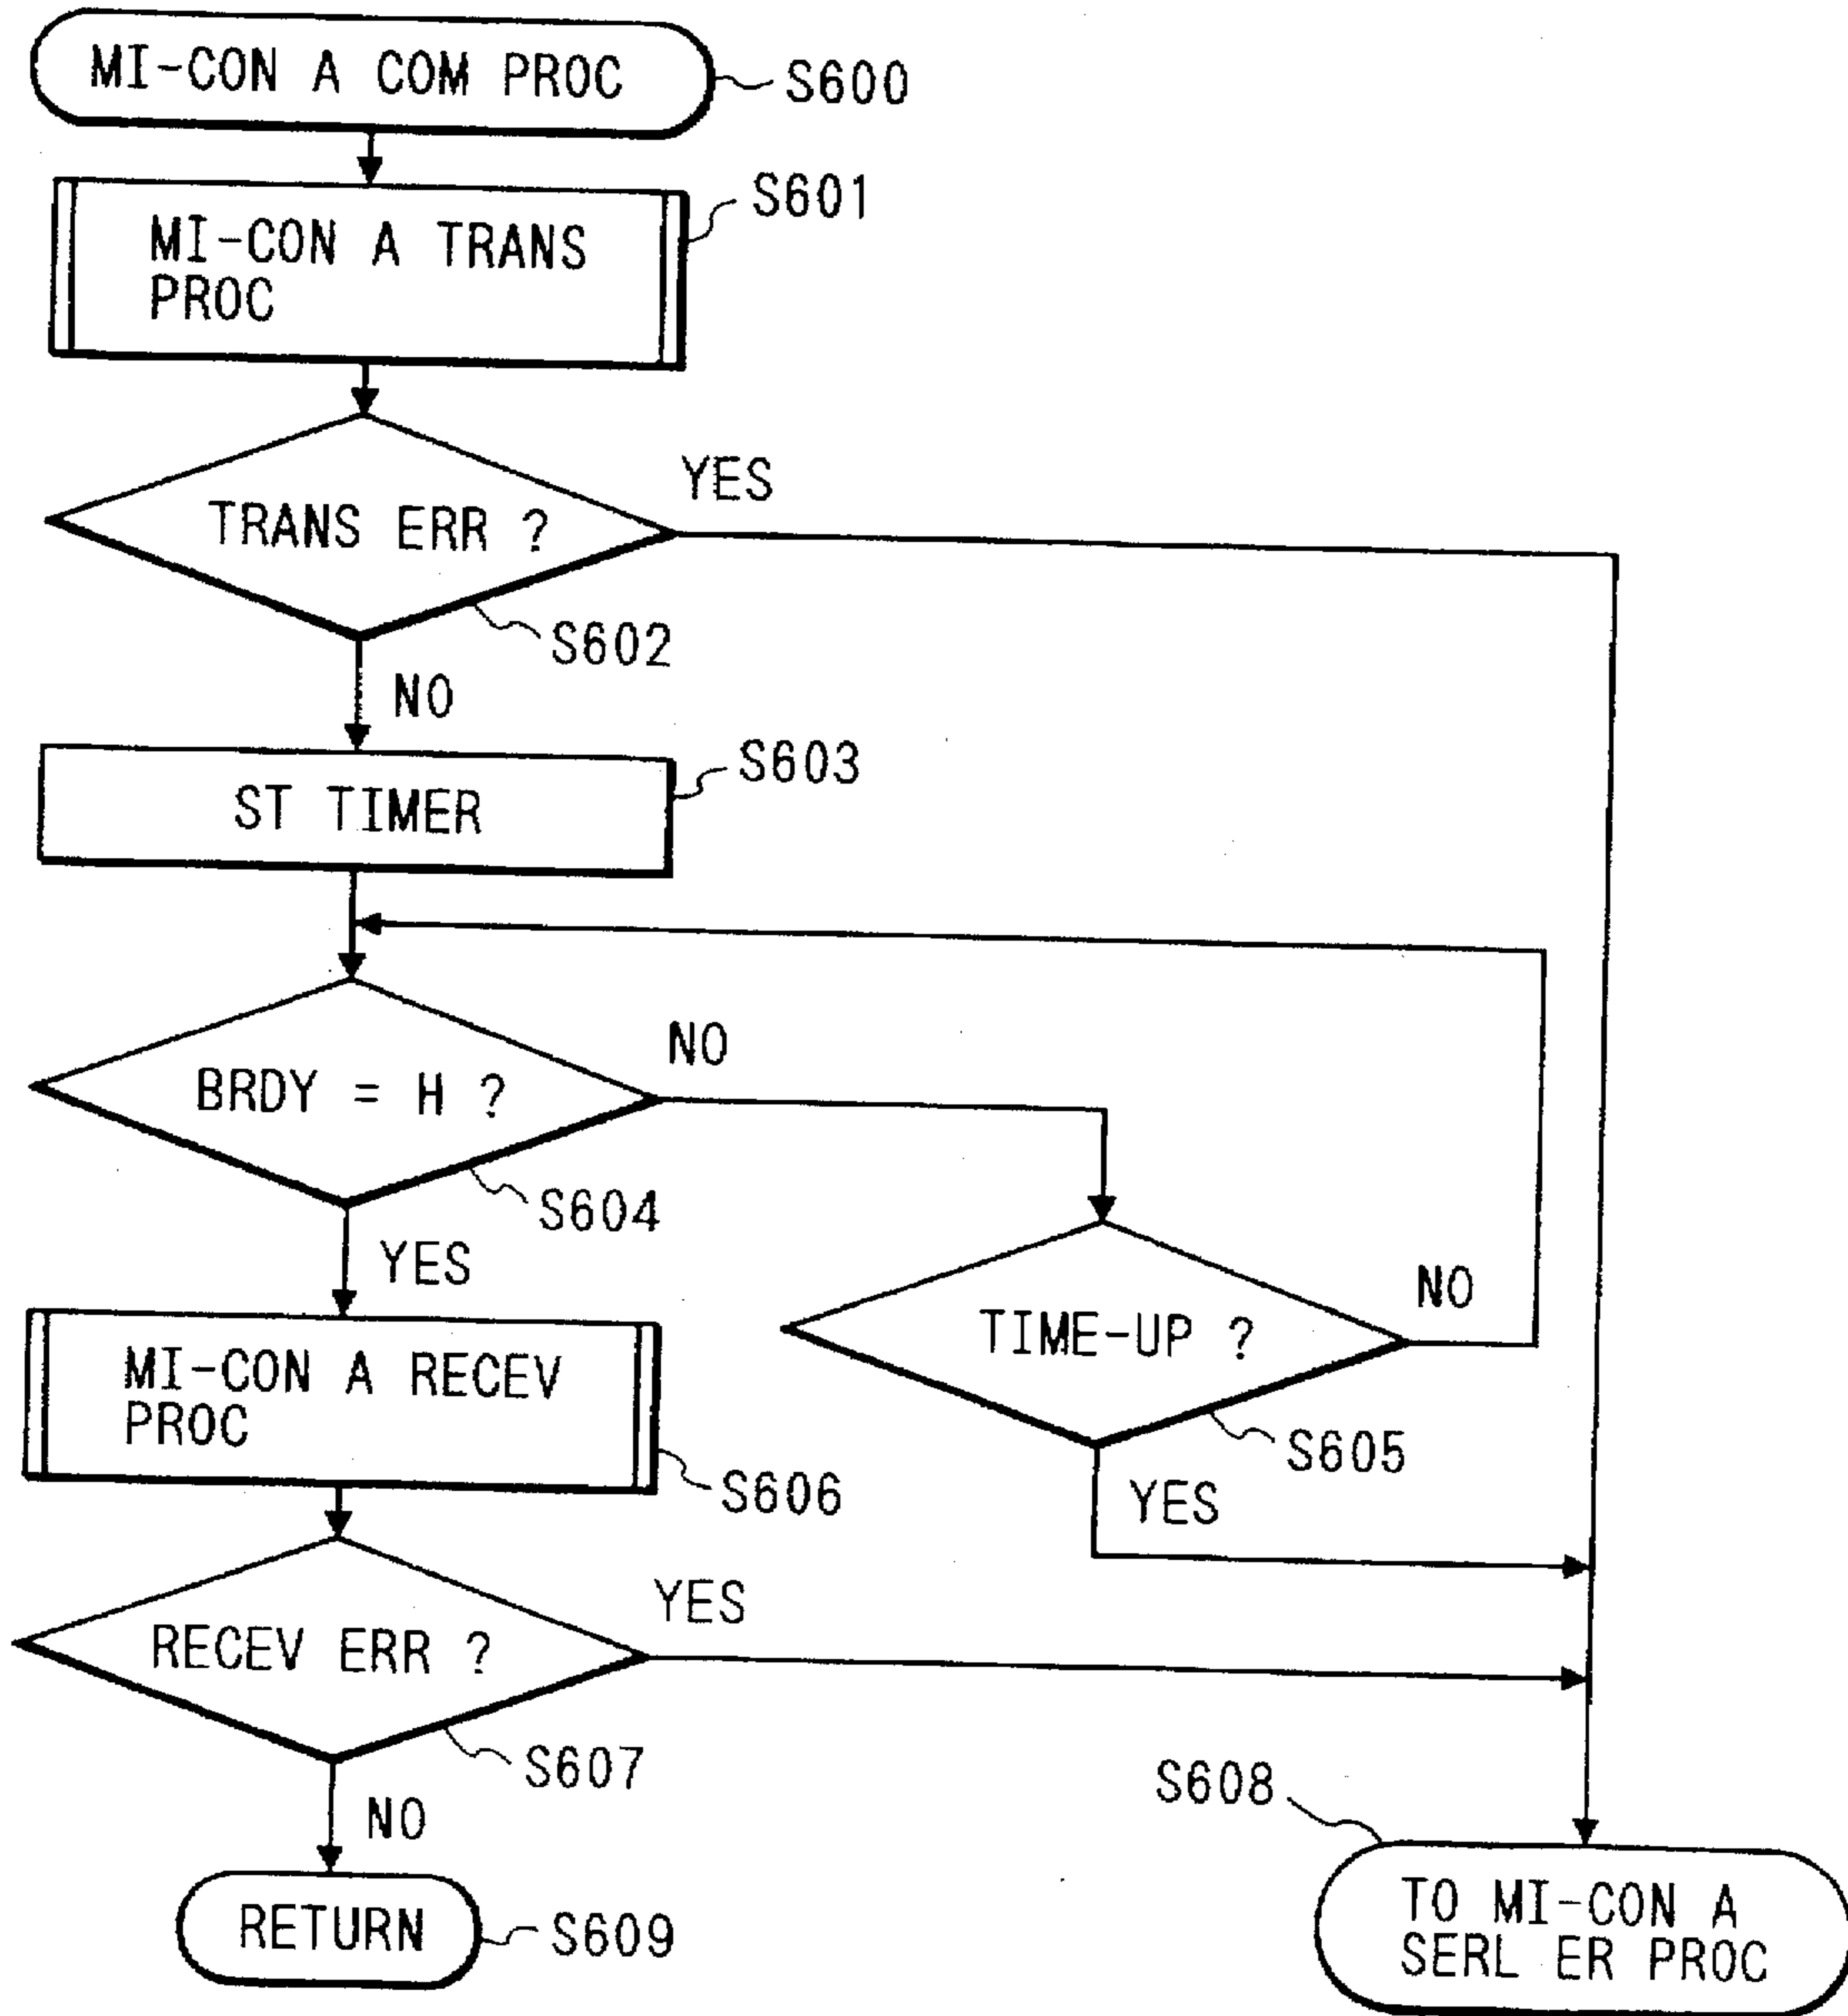 MI-CON A COM PROC
S600
MI-CON A TRANS
PROC
S601
TRANS ERR ?
YES
S602
NO
ST TIMER
S603
BRDY = H ?
NO
S604
YES
TIME-UP ?
NO
S605
YES
MI-CON A RECEV
PROC
S606
RECEV ERR ?
YES
S607
NO
S608
RETURN
S609
TO MI-CON A
SERL ER PROC